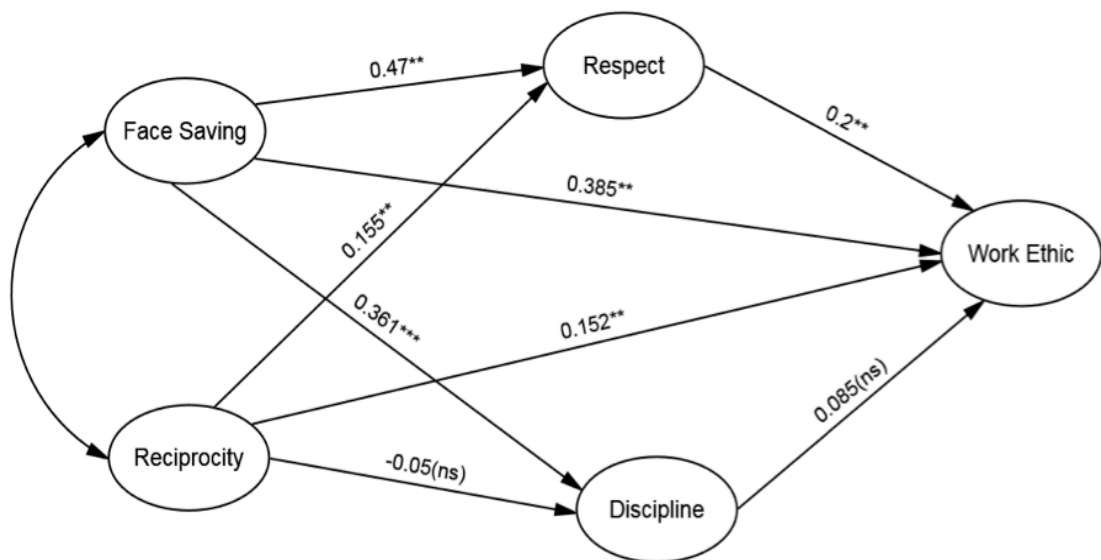 Respect
0.47**
Face Saving
0.2**
0.385**
0.155**
Work Ethic
0.361***
0.152**
0.085(ns)
Reciprocity
-0.05(ns)
Discipline